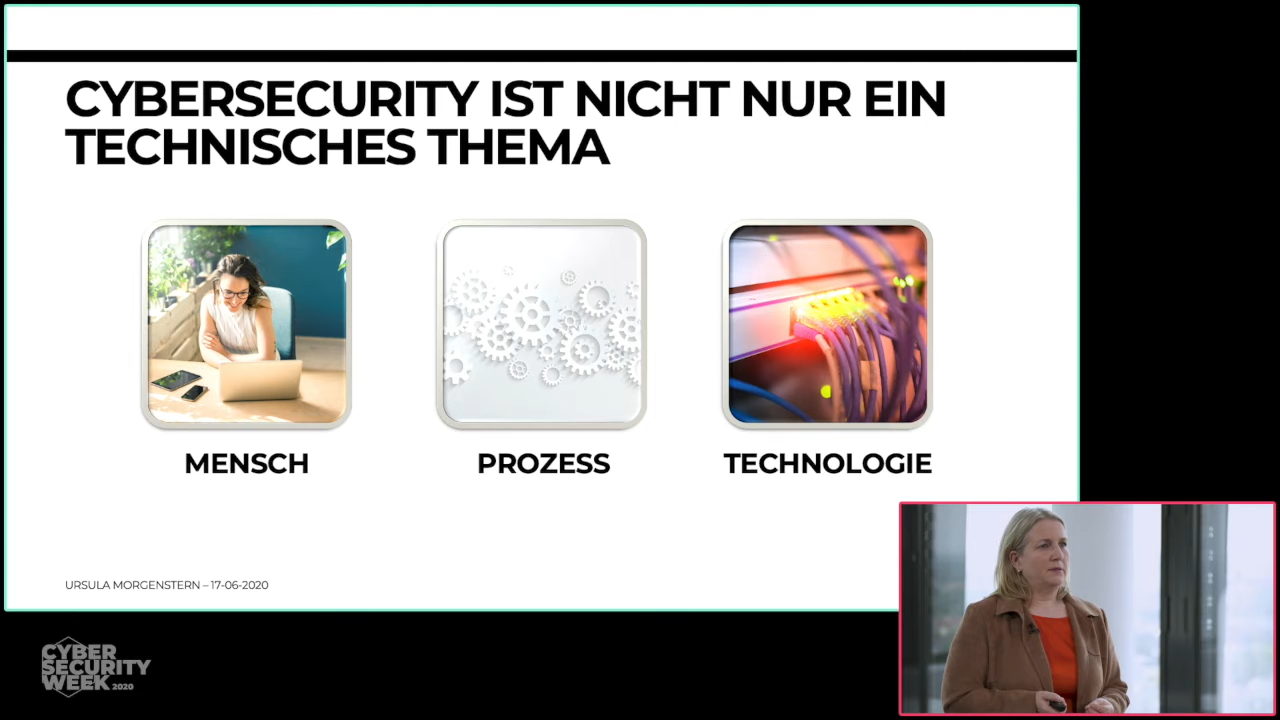 CYBERSECURITY IST NICHT NUR EIN
TECHNISCHES THEMA
MENSCH
PROZESS
TECHNOLOGIE
URSULA MORGENSTERN – 17-06-2020
CYBER
SECURITY
WEEK 2020